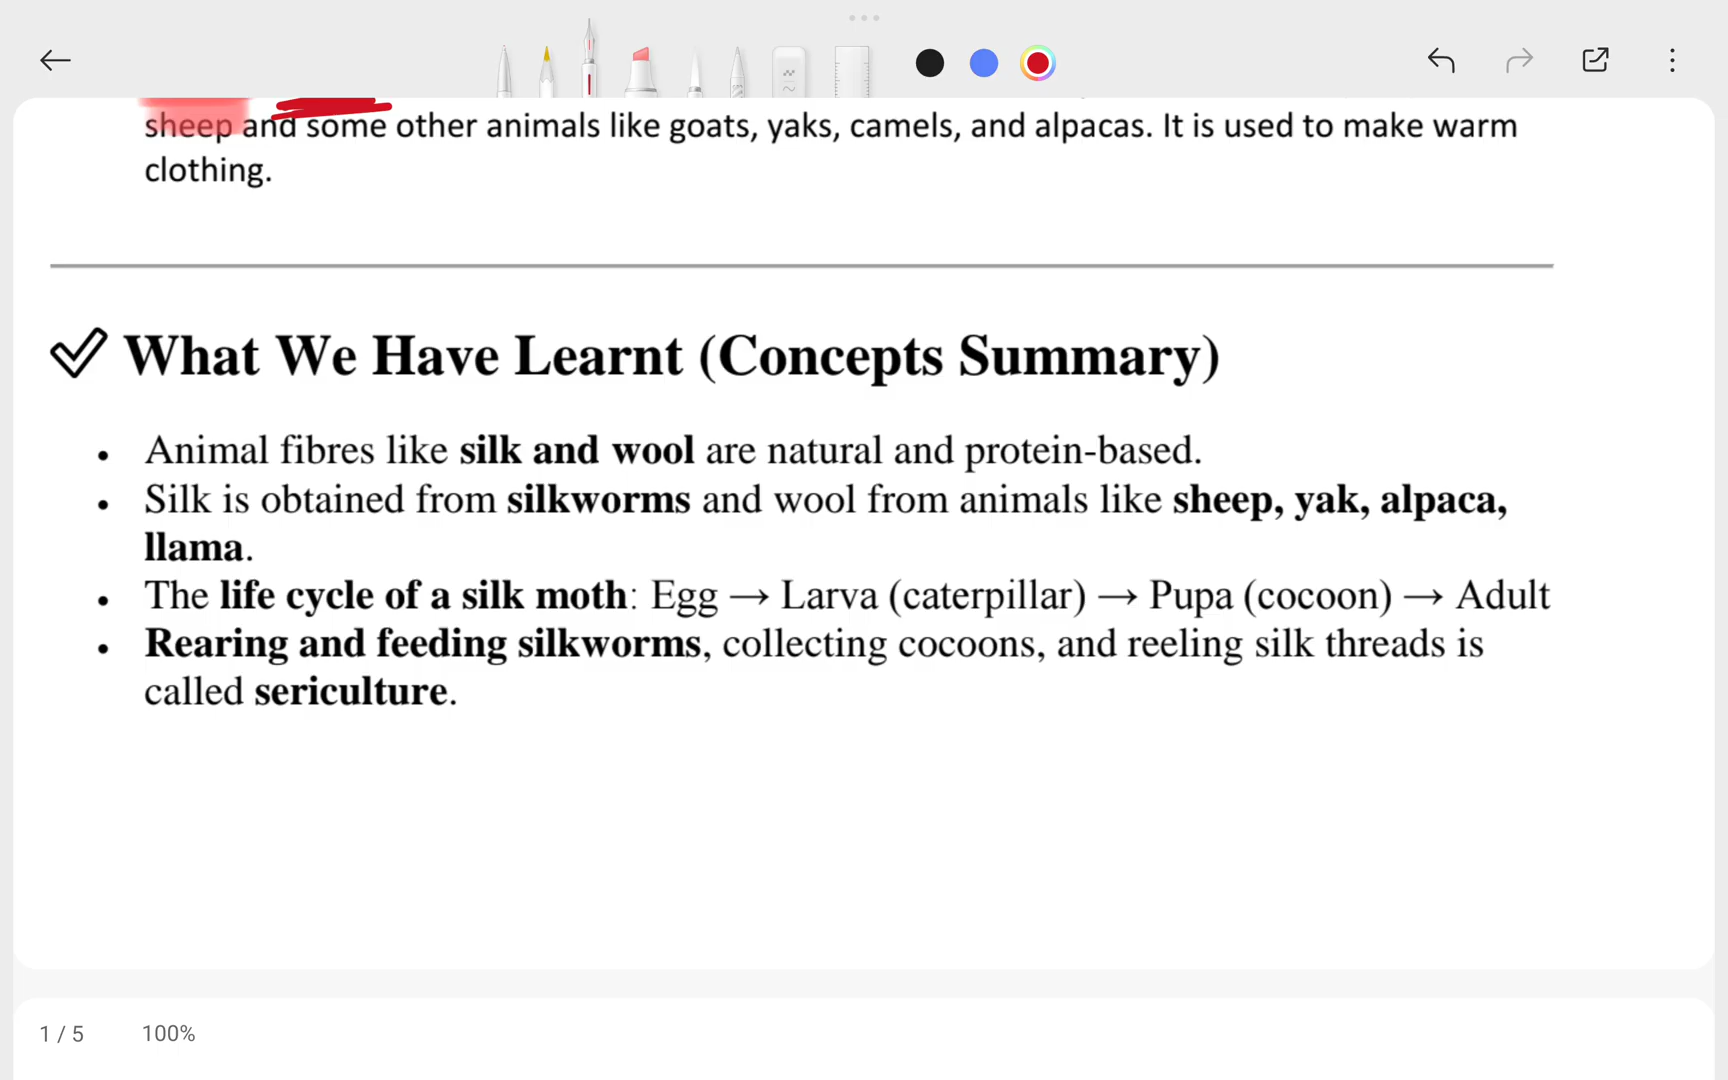 sheep and some other animals like goats, yaks, camels, and alpacas. It is used to make warm
clothing.
What We Have Learnt (Concepts Summary)
• Animal fibres like silk and wool are natural and protein-based.
• Silk is obtained from silkworms and wool from animals like sheep, yak, alpaca,
llama.
• The life cycle of a silk moth: Egg → Larva (caterpillar) → Pupa (cocoon) → Adult
• Rearing and feeding silkworms, collecting cocoons, and reeling silk threads is
called sericulture.
1 / 5 100%